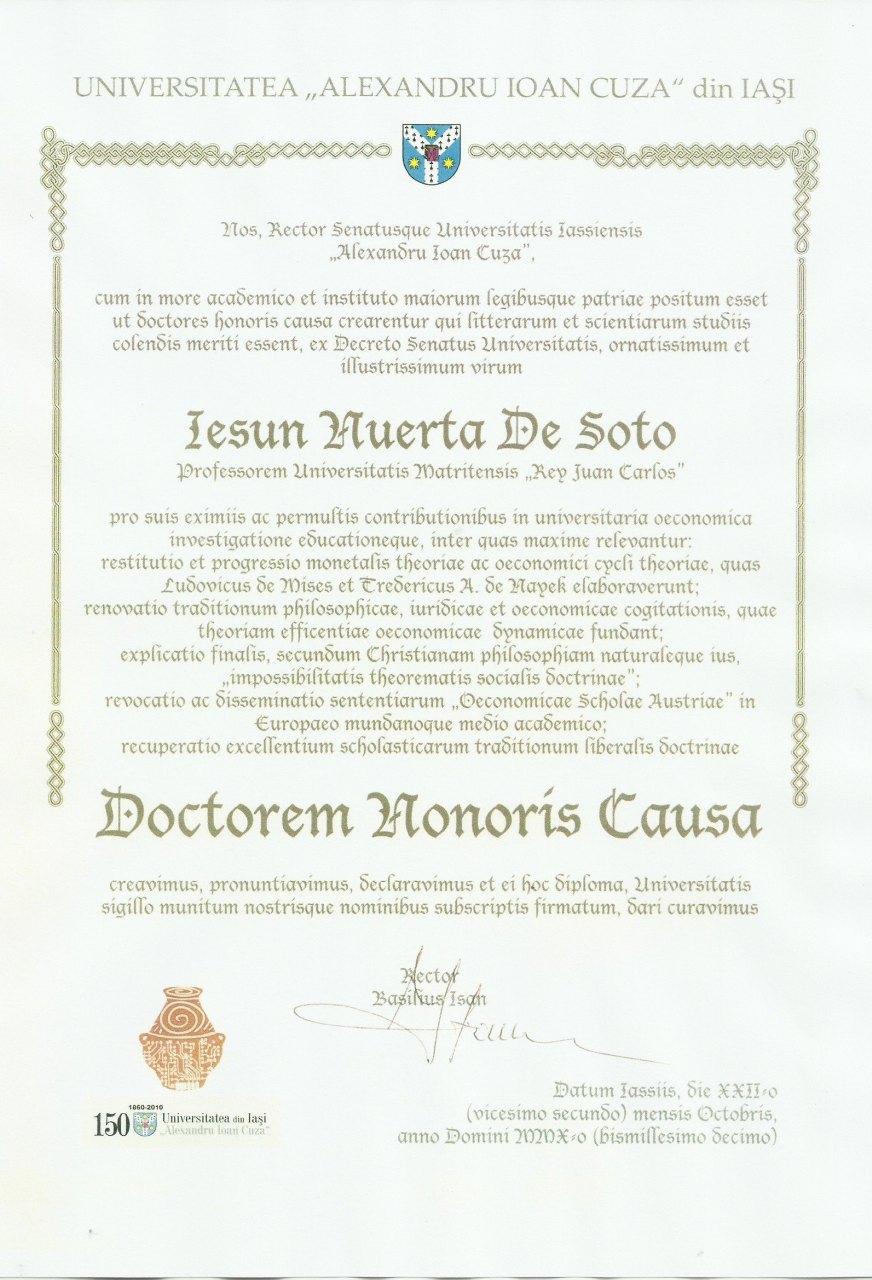 UNIVERSITATEA „ALEXANDRU IOAN CUZA“ din IAŞI
Nos, Rector Senatusque Universitatis Iassiensis
„Alexandru Ioan Cuza”,
cum in more academico et instituto maiorum legibusque patriae positum esset
ut doctores honoris causa crearentur qui litterarum et scientiarum studiis
colendis meriti essent, ex Decreto Senatus Universitatis, ornatissimum et
illustrissimum virum
Iesun Huerta De Soto
Professorem Universitatis Matritensis „Rey Juan Carlos”
pro suis eximiis ac permultis contributionibus in universitaria oeconomica
investigatione educationeque, inter quas maxime relevantur:
restitutio et progressio monetalis theoriae ac oeconomici cycli theoriae, quas
Ludovicus de Mises et Fredericus A. de Hayek elaboraverunt;
renovatio traditionum philosophicae, iuridicae et oeconomicae cogitationis, quae
theoriam efficentiae oeconomicae dynamicae fundant;
explicatio finalis, secundum Christianam philosophiam naturaleque ius,
„impossibilitatis theorematis socialis doctrinae”;
revocatio ac disseminatio sententiarum „Oeconomicae Scholae Austriae” in
Europaeo mundanoque medio academico;
recuperatio excellentium scholasticarum traditionum liberalis doctrinae
Doctorem Honoris Causa
creavimus, pronuntiavimus, declaravimus et ei hoc diploma, Universitatis
sigillo munitum nostrisque nominibus subscriptis firmatum, dari curavimus
Rector
Basilius Isan
Datum Iassiis, die XXII-o
(vicesimo secundo) mensis Octobris,
anno Domini MMX-o (bismillesimo decimo)
1860-2010
150 Universitatea din Iaşi
„Alexandru Ioan Cuza”